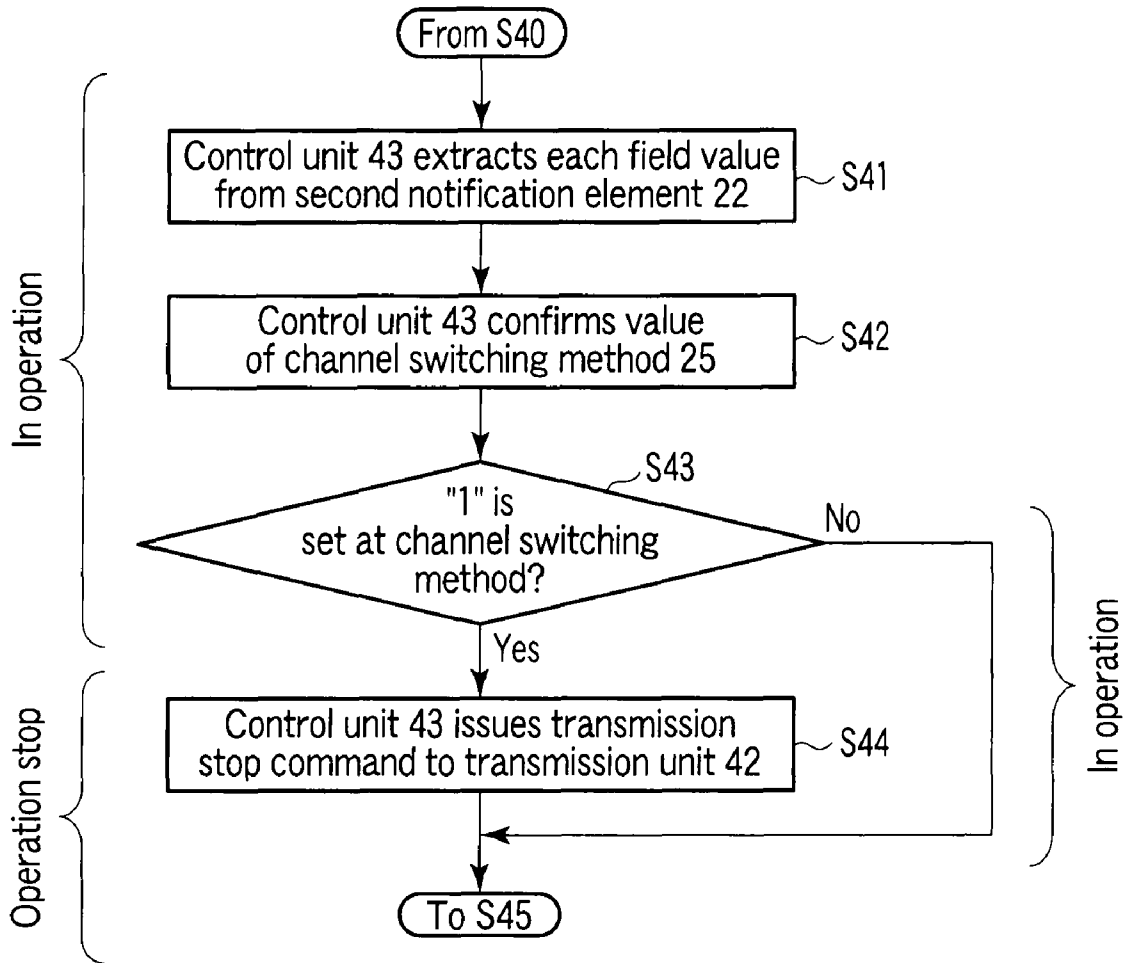 From S40
In operation
Control unit 43 extracts each field value
from second notification element 22
S41
Control unit 43 confirms value
of channel switching method 25
S42
S43
"1" is
set at channel switching
method?
No
Yes
In operation
Operation stop
Control unit 43 issues transmission
stop command to transmission unit 42
S44
To S45